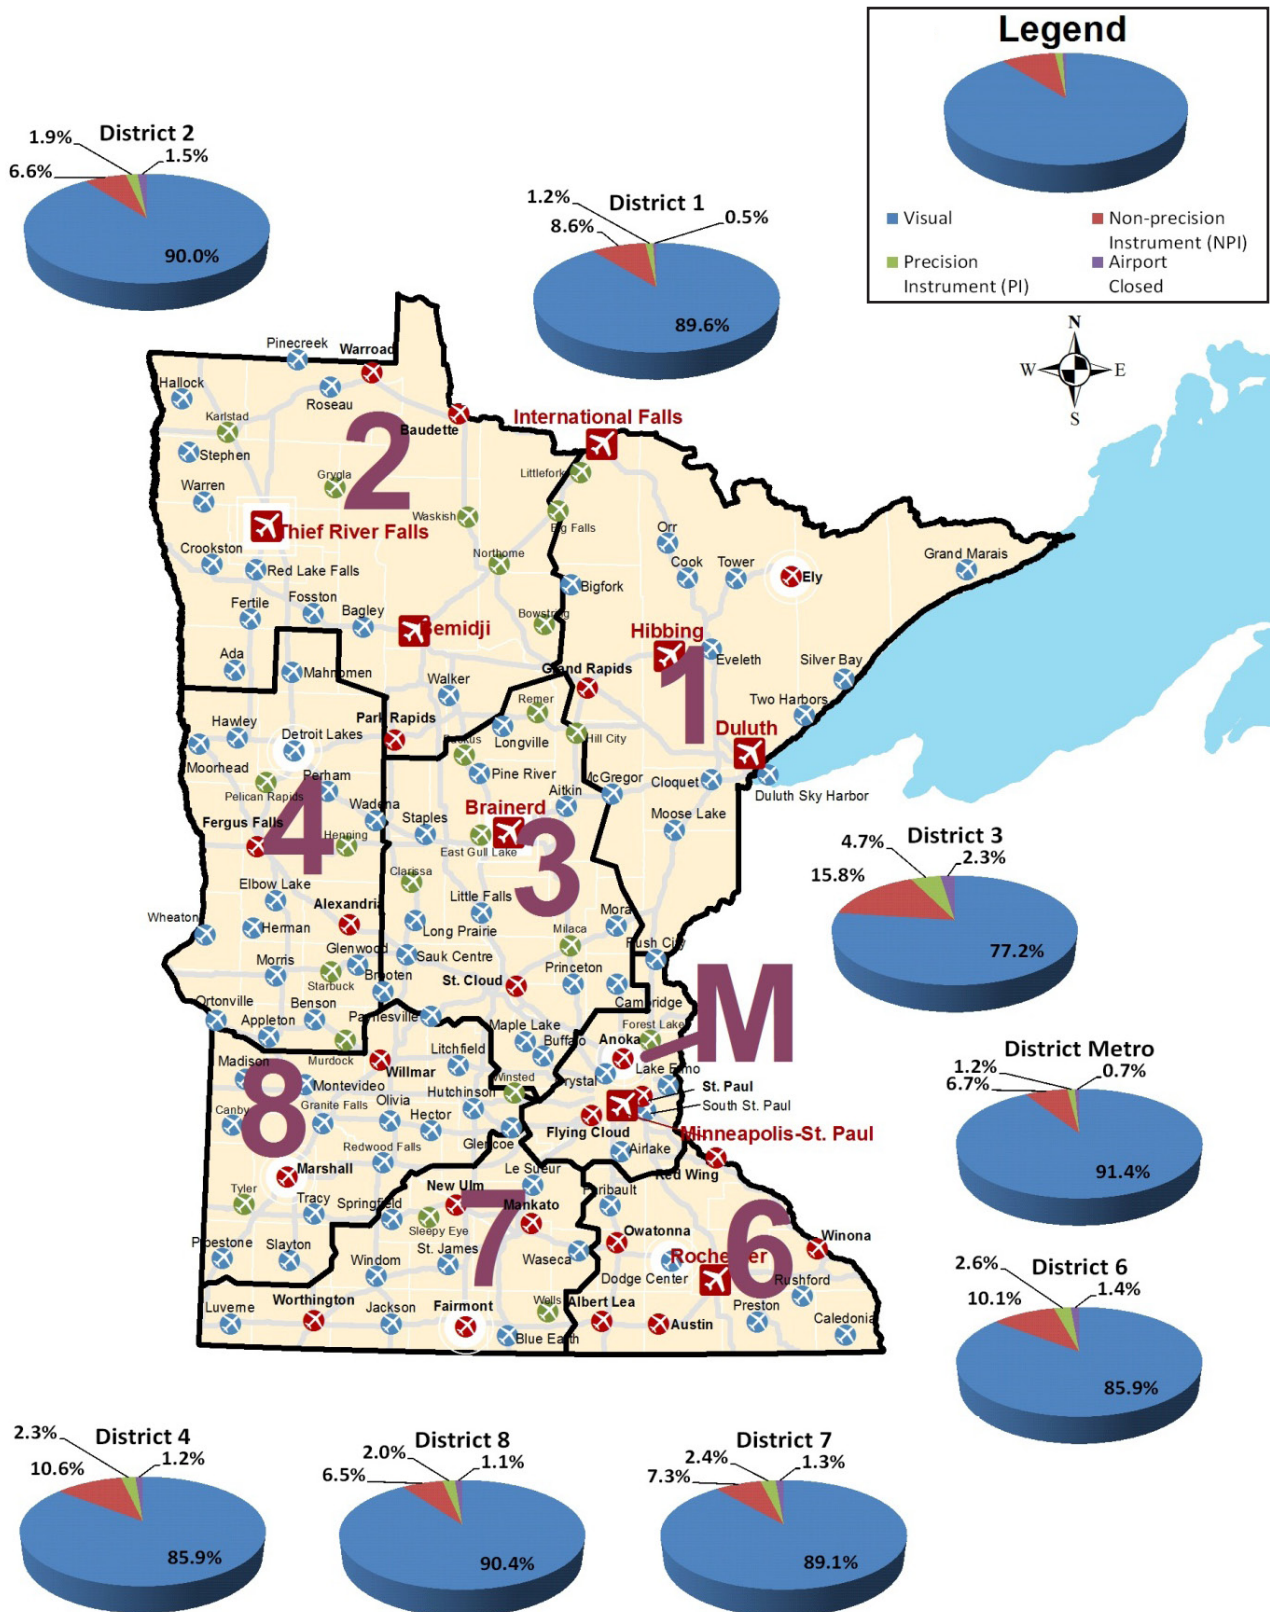 Legend
Visual
Non-precision
Instrument (NPI)
Precision
Instrument (PI)
Airport
Closed
District 2
1.9%
1.5%
6.6%
90.0%
District 1
1.2%
0.5%
8.6%
89.6%
N
W
E
S
Pinecreek
Warroad
Hallock
Roseau
Karlstad
Baudette
International Falls
2
Stephen
Littlefork
Grygla
Warren
Waskish
Big Falls
Thief River Falls
Orr
Crookston
Northome
Grand Marais
Red Lake Falls
Cook
Tower
Ely
Bigfork
Fosston
Fertile
Bagley
Bowstring
Bemidji
Hibbing
1
Ada
Eveleth
Silver Bay
Mahnomen
Grand Rapids
Walker
Remer
Two Harbors
Hawley
Park Rapids
Duluth
Detroit Lakes
Backus
Longville
Hill City
Moorhead
Perham
Pine River
McGregor
Cloquet
Duluth Sky Harbor
Pelican Rapids
Wadena
Aitkin
Brainerd
4
Fergus Falls
Staples
Moose Lake
Henning
East Gull Lake
3
Clarissa
Elbow Lake
Little Falls
Alexandria
Wheaton
Herman
Long Prairie
Mora
Milaca
Glenwood
Sauk Centre
Rush City
Morris
Starbuck
Brooten
St. Cloud
Princeton
Cambridge
M
Ortonville
Benson
Paynesville
Appleton
Murdock
Maple Lake
Buffalo
Forest Lake
Anoka
Madison
Willmar
Litchfield
Crystal
Lake Elmo
8
Montevideo
Winsted
St. Paul
Canby
Granite Falls
Olivia
Hutchinson
South St. Paul
Hector
Flying Cloud
Minneapolis-St. Paul
Redwood Falls
Glencoe
Airlake
Marshall
Le Sueur
Red Wing
Tyler
Tracy
Springfield
New Ulm
7
Mankato
Faribault
Sleepy Eye
Owatonna
6
Winona
Pipestone
Slayton
St. James
Waseca
Rochester
Windom
Dodge Center
Rushford
Luverne
Worthington
Jackson
Fairmont
Wells
Albert Lea
Austin
Preston
Caledonia
Blue Earth
District 3
4.7%
2.3%
15.8%
77.2%
District Metro
1.2%
0.7%
6.7%
91.4%
District 6
2.6%
1.4%
10.1%
85.9%
District 4
2.3%
1.2%
10.6%
85.9%
District 8
2.0%
1.1%
6.5%
90.4%
District 7
2.4%
1.3%
7.3%
89.1%